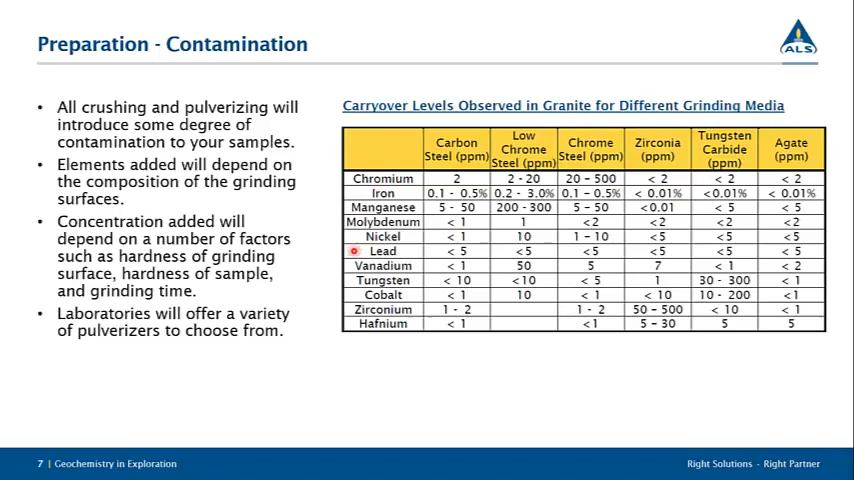 Preparation - Contamination
ALS
• All crushing and pulverizing will
introduce some degree of
contamination to your samples.
• Elements added will depend on
the composition of the grinding
surfaces.
• Concentration added will
depend on a number of factors
such as hardness of grinding
surface, hardness of sample,
and grinding time.
• Laboratories will offer a variety
of pulverizers to choose from.
Carryover Levels Observed in Granite for Different Grinding Media
Carbon Steel (ppm) Low Chrome Steel (ppm) Chrome Steel (ppm) Zirconia (ppm) Tungsten Carbide (ppm) Agate (ppm)
Chromium 2 2 - 20 20 – 500 < 2 < 2 < 2
Iron 0.1 - 0.5% 0.2 - 3.0% 0.1 – 0.5% < 0.01% <0.01% < 0.01%
Manganese 5 - 50 200 - 300 5 – 50 <0.01 < 5 < 5
Molybdenum < 1 1 <2 <2 <2 <2
Nickel < 1 10 1 – 10 <5 <5 <5
Lead < 5 <5 <5 <5 <5 < 5
Vanadium < 1 50 5 7 < 1 < 2
Tungsten < 10 <10 < 5 1 30 - 300 < 1
Cobalt < 1 10 < 1 < 10 10 - 200 <1
Zirconium 1 - 2 1 - 2 50 – 500 < 10 < 1
Hafnium < 1 <1 5 – 30 5 5
7 | Geochemistry in Exploration
Right Solutions - Right Partner